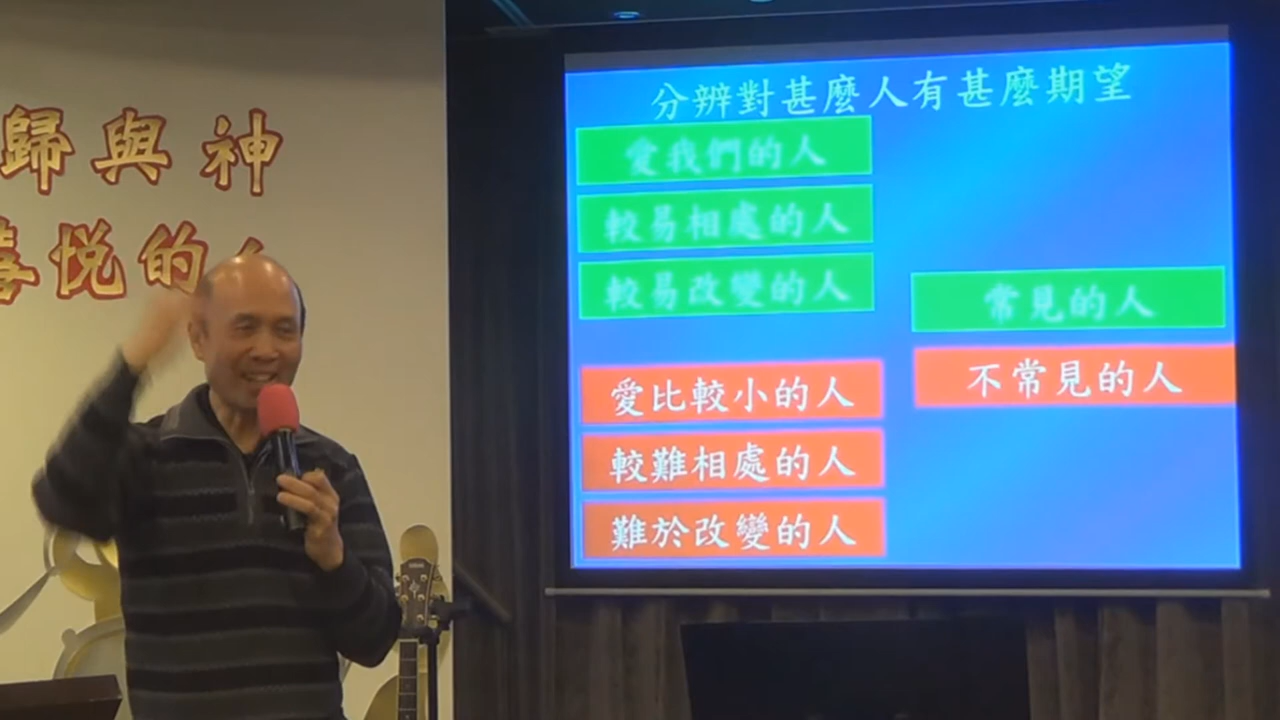 歸與神
喜悅的人
分辨對甚麼人有甚麼期望
愛我們的人
較易相處的人
較易改變的人
常見的人
愛比較小的人
不常見的人
較難相處的人
難於改變的人